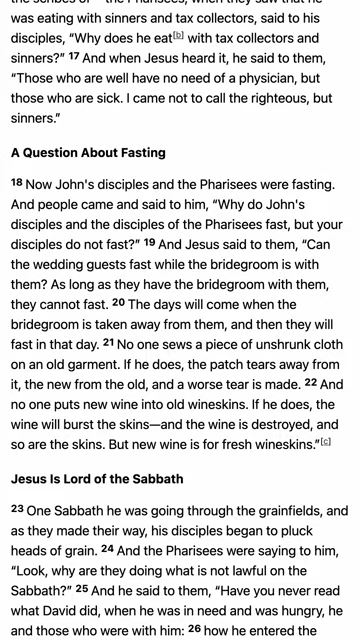 the scribes of the Pharisees, when they saw that he
was eating with sinners and tax collectors, said to his
disciples, “Why does he eat[b] with tax collectors and
sinners?” 17 And when Jesus heard it, he said to them,
“Those who are well have no need of a physician, but
those who are sick. I came not to call the righteous, but
sinners.”
A Question About Fasting
18 Now John's disciples and the Pharisees were fasting.
And people came and said to him, “Why do John's
disciples and the disciples of the Pharisees fast, but your
disciples do not fast?” 19 And Jesus said to them, “Can
the wedding guests fast while the bridegroom is with
them? As long as they have the bridegroom with them,
they cannot fast. 20 The days will come when the
bridegroom is taken away from them, and then they will
fast in that day. 21 No one sews a piece of unshrunk cloth
on an old garment. If he does, the patch tears away from
it, the new from the old, and a worse tear is made. 22 And
no one puts new wine into old wineskins. If he does, the
wine will burst the skins—and the wine is destroyed, and
so are the skins. But new wine is for fresh wineskins.”[c]
Jesus Is Lord of the Sabbath
23 One Sabbath he was going through the grainfields, and
as they made their way, his disciples began to pluck
heads of grain. 24 And the Pharisees were saying to him,
“Look, why are they doing what is not lawful on the
Sabbath?” 25 And he said to them, “Have you never read
what David did, when he was in need and was hungry, he
and those who were with him: 26 how he entered the